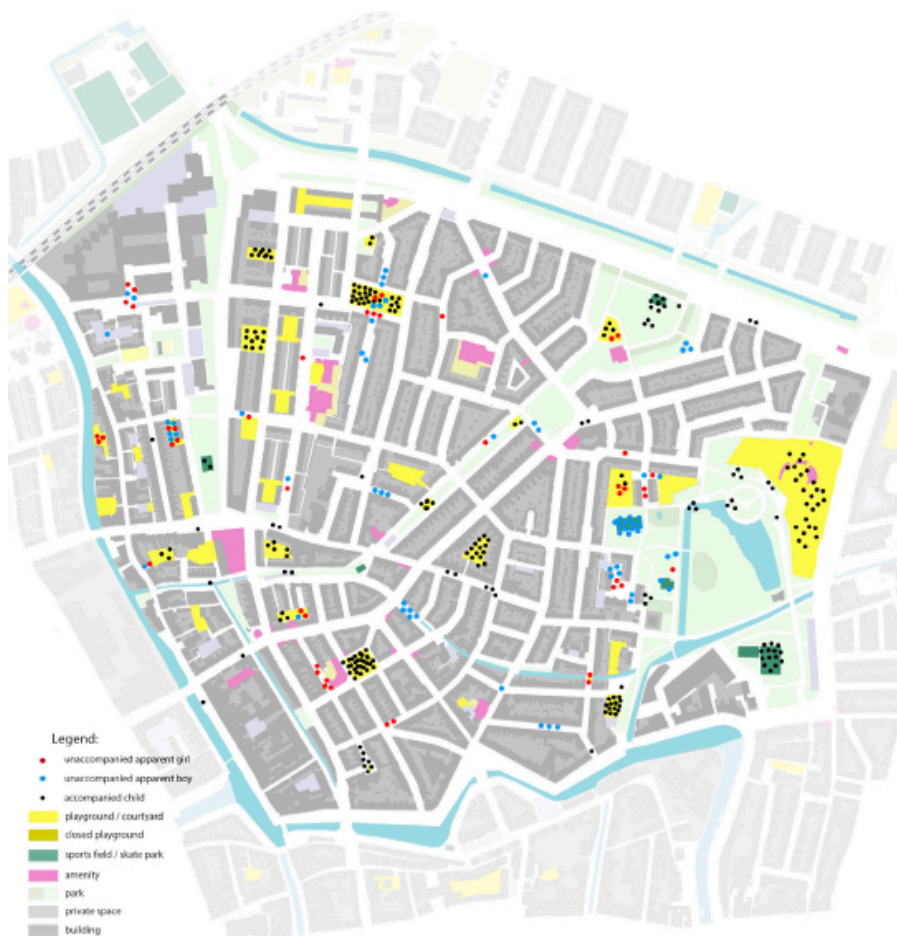 Legend:
unaccompanied apparent girl
unaccompanied apparent boy
accompanied child
playground / courtyard
closed playground
sports field / skate park
amenity
park
private space
building